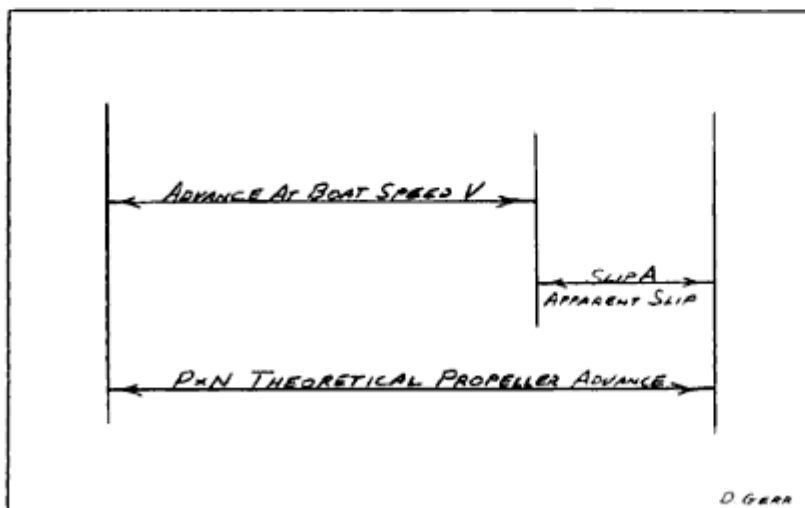 ADVANCE AT BOAT SPEED V
SLIP A
APPARENT SLIP
P×N THEORETICAL PROPELLER ADVANCE
D GERR